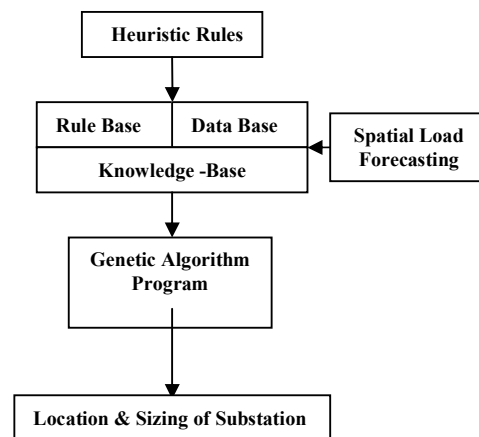 Heuristic Rules
Rule Base
Data Base
Knowledge -Base
Spatial Load
Forecasting
Genetic Algorithm
Program
Location & Sizing of Substation